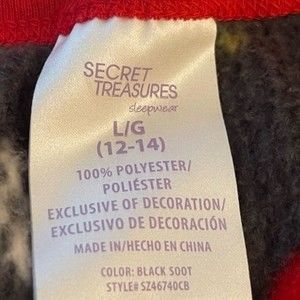 SECRET
TREASURES
sleepwear
L/G
(12-14)
100% POLYESTER/
POLIÉSTER
EXCLUSIVE OF DECORATION/
EXCLUSIVO DE DECORACIÓN
MADE IN/HECHO EN CHINA
COLOR: BLACK SOOT
STYLE# SZ46740CB